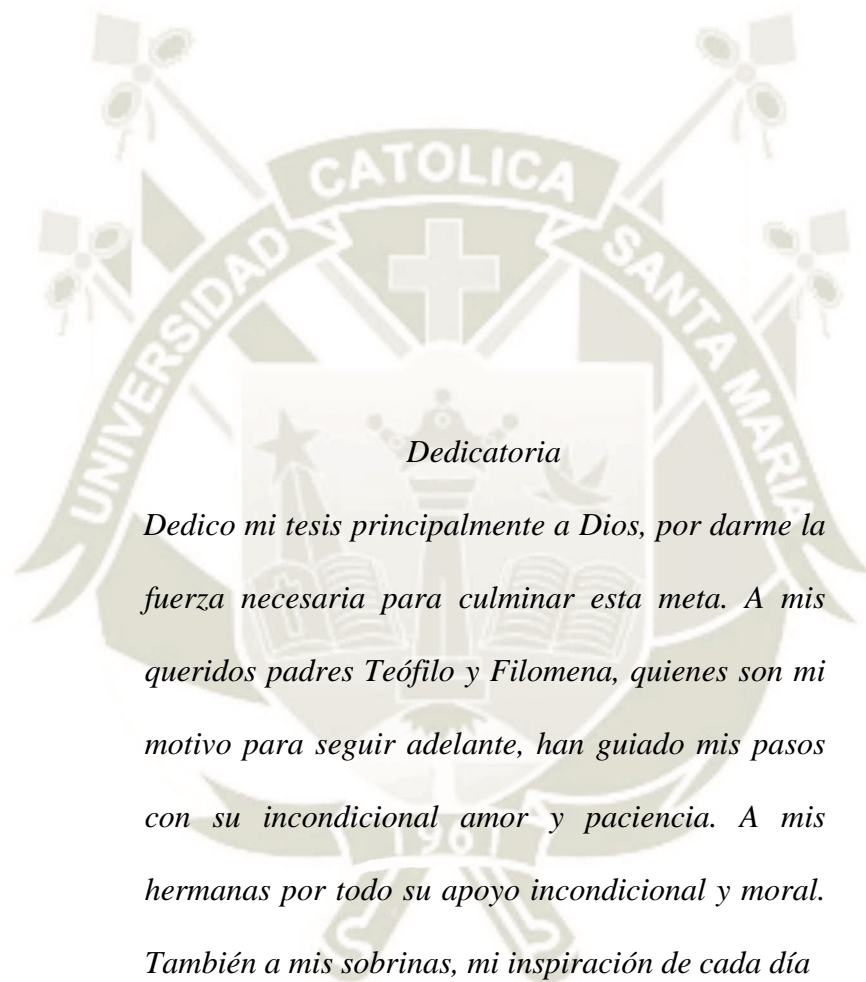 UNIVERSIDAD CATOLICA SANTA MARIA
Dedicatoria
Dedico mi tesis principalmente a Dios, por darme la
fuerza necesaria para culminar esta meta. A mis
queridos padres Teófilo y Filomena, quienes son mi
motivo para seguir adelante, han guiado mis pasos
con su incondicional amor y paciencia. A mis
1961
hermanas por todo su apoyo incondicional y moral.
También a mis sobrinas, mi inspiración de cada día